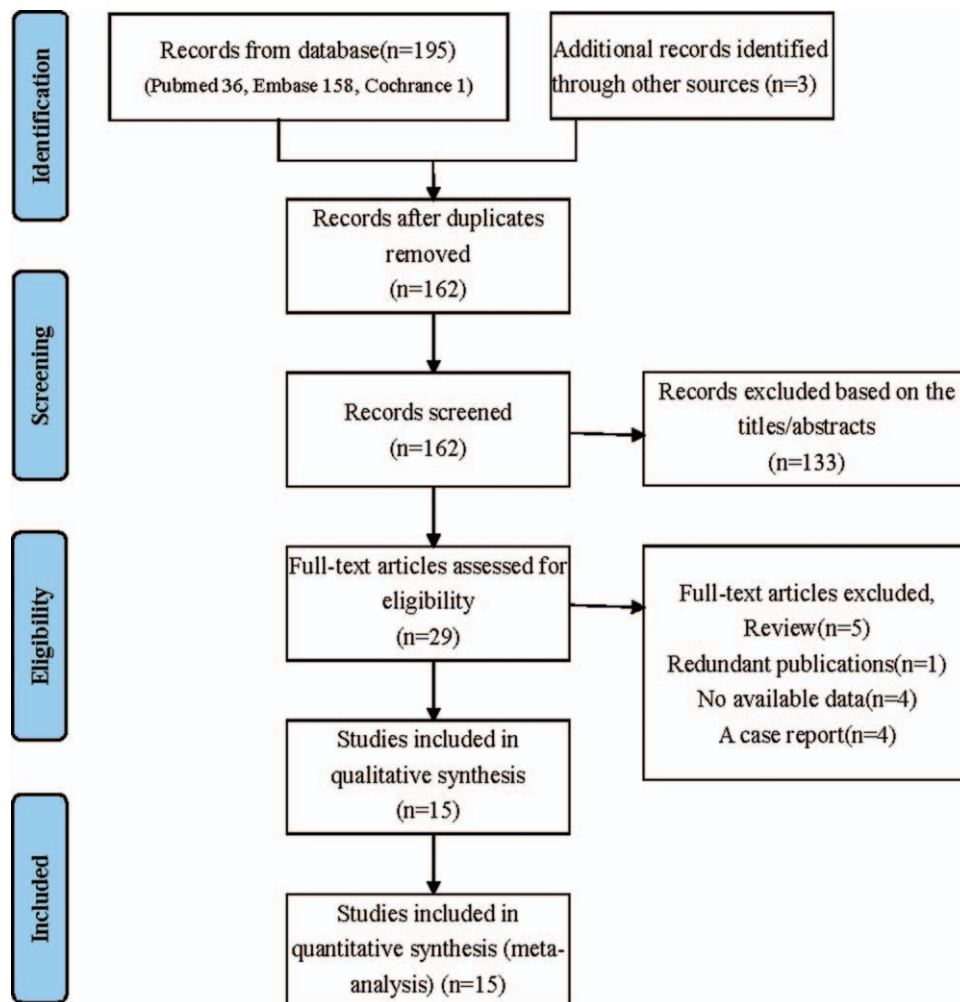 Identification
Records from database(n=195)
(Pubmed 36, Embase 158, Cochrance 1)
Additional records identified
through other sources (n=3)
Records after duplicates
removed
(n=162)
Screening
Records screened
(n=162)
Records excluded based on the
titles/abstracts
(n=133)
Eligibility
Full-text articles assessed for
eligibility
(n=29)
Full-text articles excluded,
Review(n=5)
Redundant publications(n=1)
No available data(n=4)
A case report(n=4)
Studies included in
qualitative synthesis
(n=15)
Included
Studies included in
quantitative synthesis (meta-
analysis) (n=15)